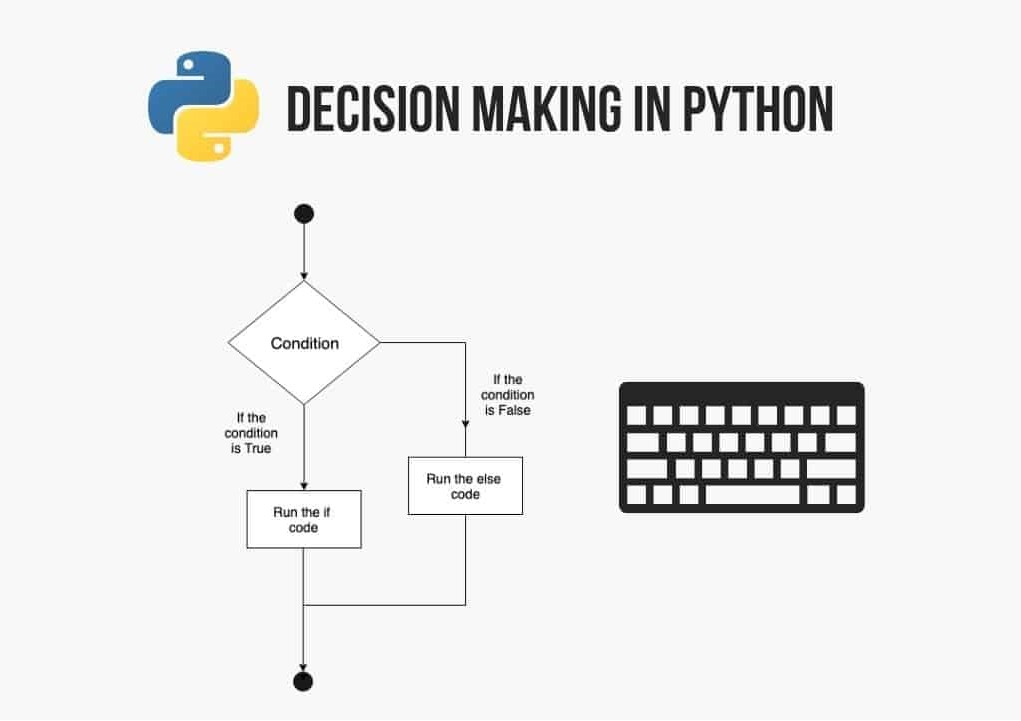 DECISION MAKING IN PYTHON
Condition
If the
condition
is False
If the
condition
is True
Run the else
code
Run the if
code